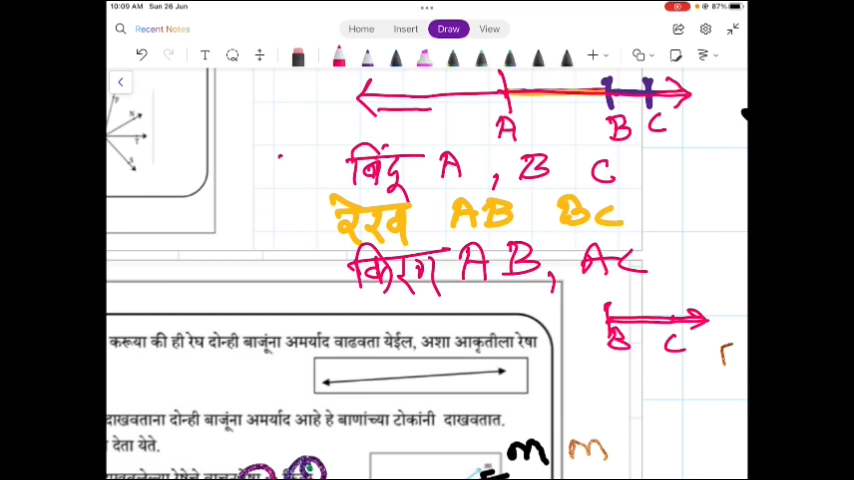 10:09 AM Sun 26 Jun
87%
Recent Notes
Home Insert Draw View
A B C
बिंदू A , B C
रेख AB BC
किरण AB, AC
B C
करूया की ही रेघ दोन्ही बाजूंना अमर्याद वाढवता येईल, अशा आकृतीला रेषा
दाखवताना दोन्ही बाजूंना अमर्याद आहे हे बाणांच्या टोकांनी दाखवतात.
देता येते.
m m